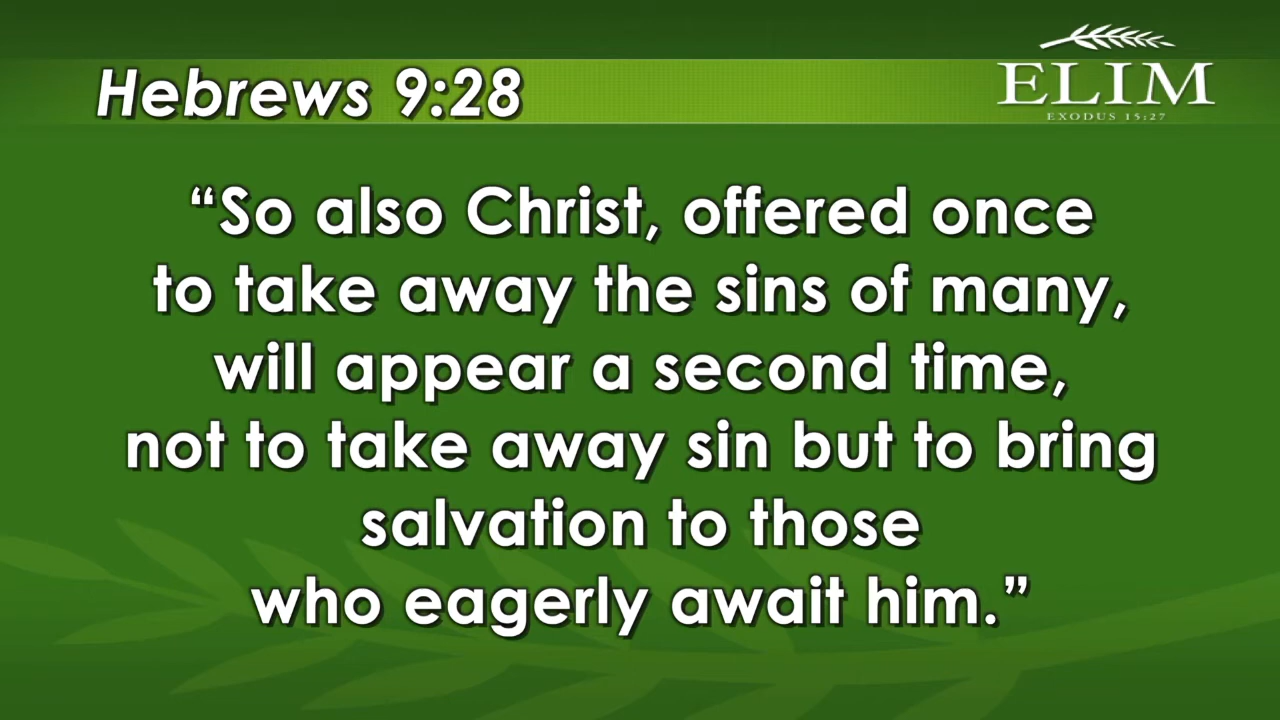 Hebrews 9:28
ELIM
EXODUS 15:27
“So also Christ, offered once
to take away the sins of many,
will appear a second time,
not to take away sin but to bring
salvation to those
who eagerly await him.”